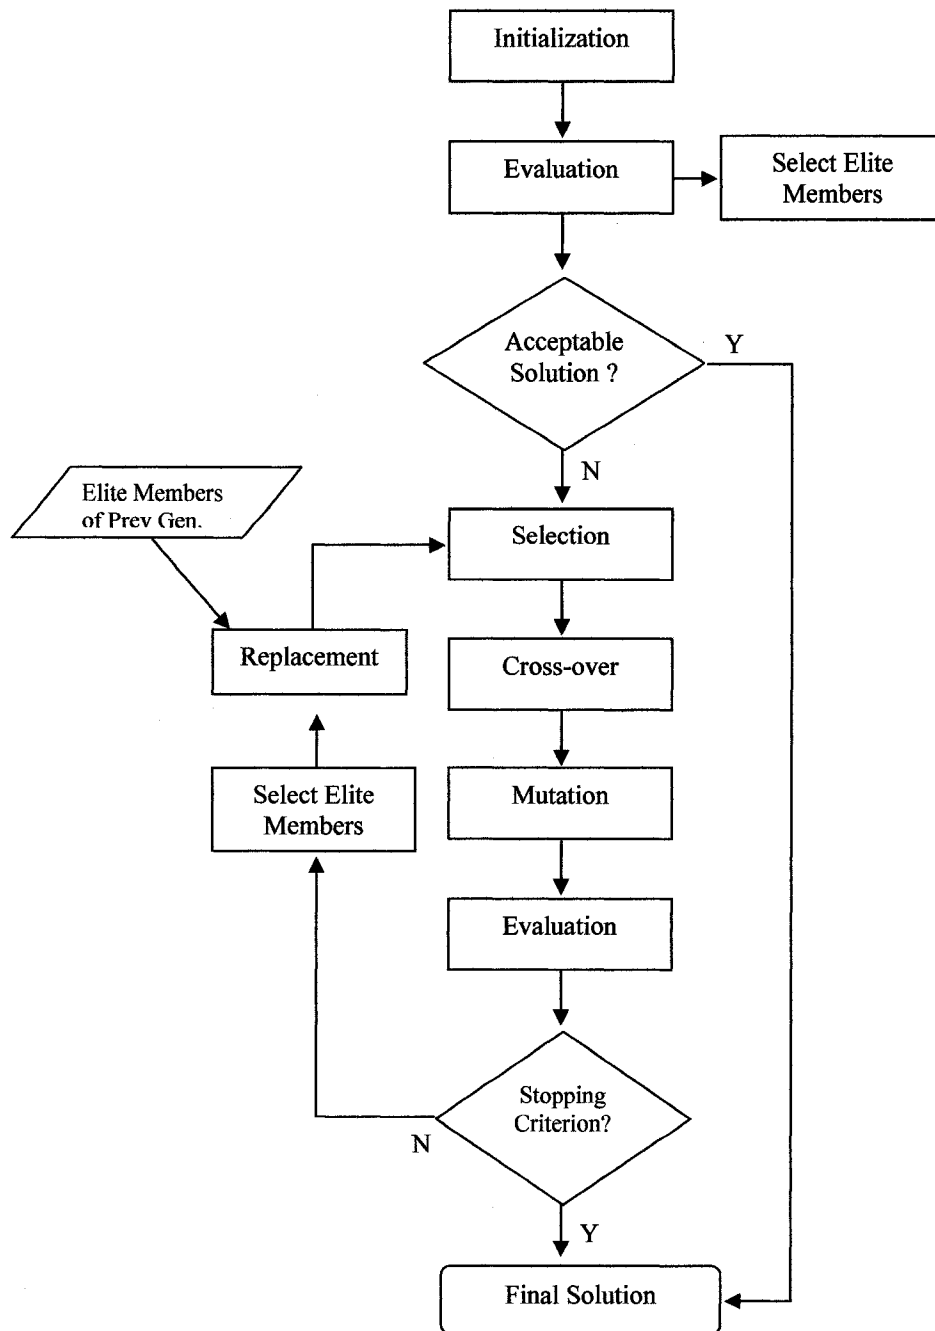 Initialization
Evaluation
Select Elite
Members
Acceptable
Solution ?
Y
N
Elite Members
of Prev Gen.
Selection
Replacement
Cross-over
Select Elite
Members
Mutation
Evaluation
Stopping
Criterion?
N
Y
Final Solution